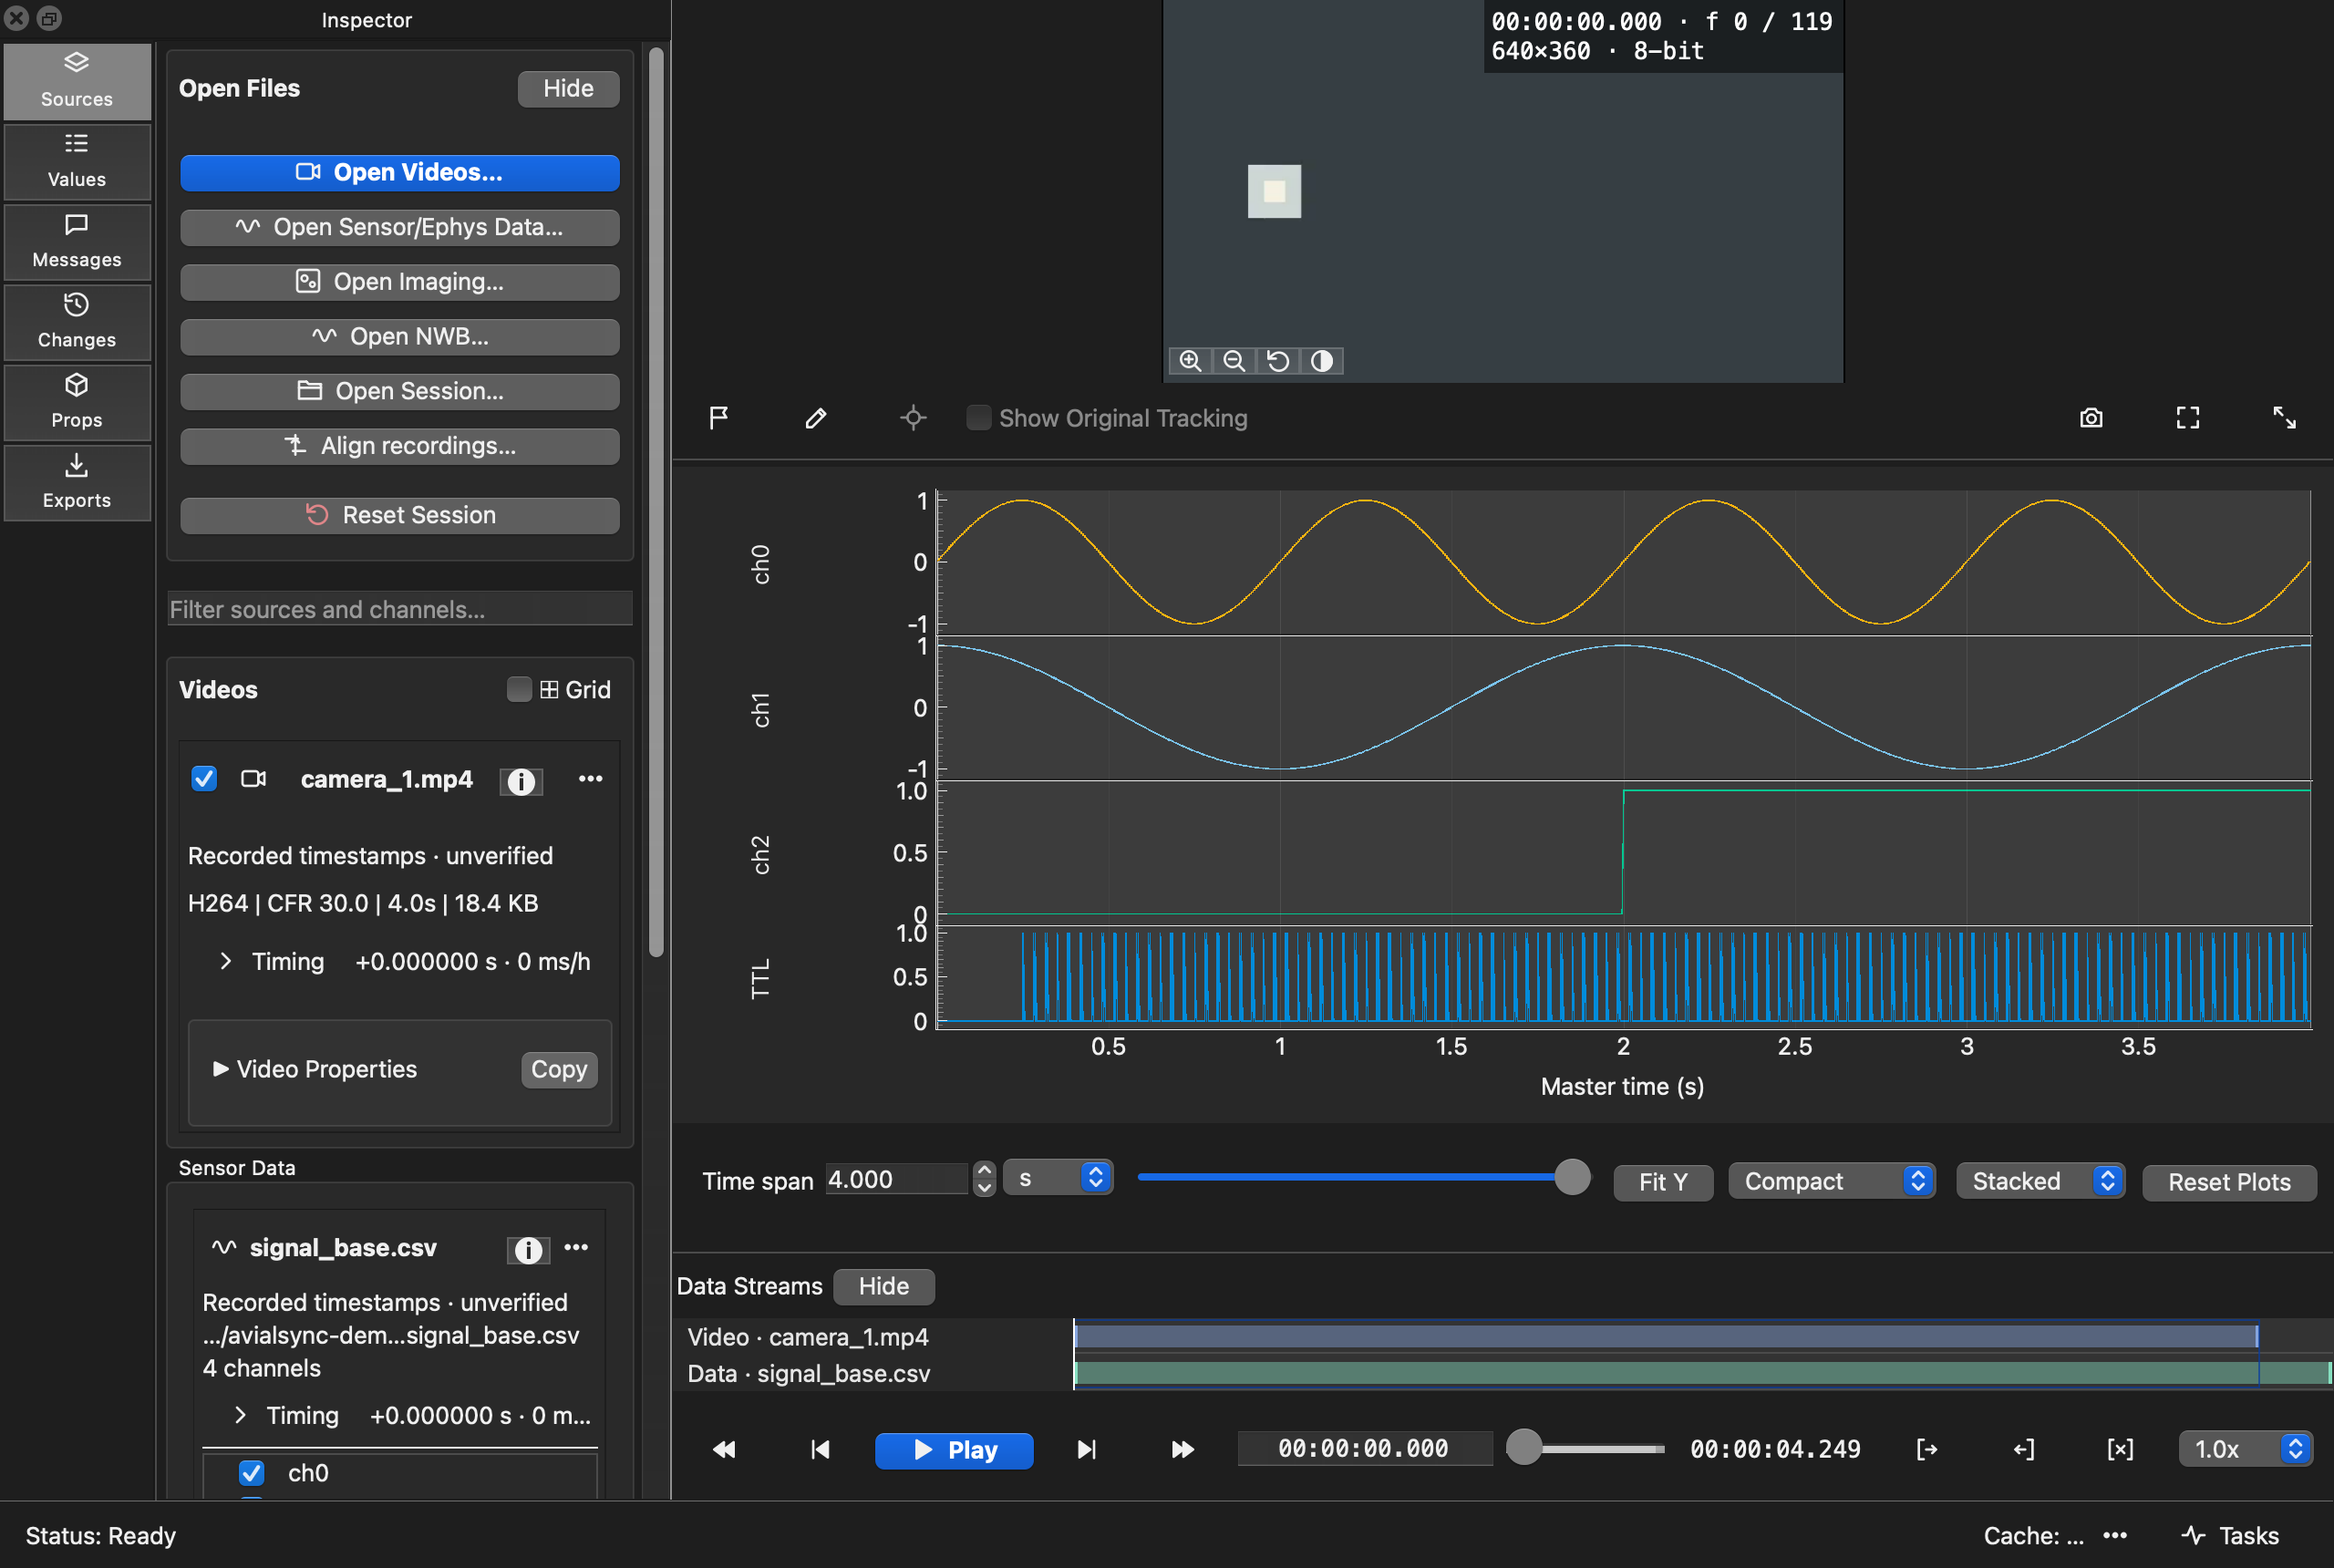 Inspector
Sources
Values
Messages
Changes
Props
Exports
Open Files
Hide
Open Videos...
Open Sensor/Ephys Data...
Open Imaging...
Open NWB...
Open Session...
Align recordings...
Reset Session
Filter sources and channels...
Videos
Grid
camera_1.mp4
Recorded timestamps · unverified
H264 | CFR 30.0 | 4.0s | 18.4 KB
Timing +0.000000 s · 0 ms/h
Video Properties
Copy
Sensor Data
signal_base.csv
Recorded timestamps · unverified
.../avialsync-dem...signal_base.csv
4 channels
Timing +0.000000 s · 0 m...
ch0
00:00:00.000 · f 0 / 119
640×360 · 8-bit
Show Original Tracking
ch0
1
0
-1
ch1
1
0
-1
ch2
1.0
0.5
0
TTL
1.0
0.5
0
0.5 1 1.5 2 2.5 3 3.5
Master time (s)
Time span 4.000 s
Fit Y
Compact
Stacked
Reset Plots
Data Streams
Hide
Video · camera_1.mp4
Data · signal_base.csv
Play
00:00:00.000
00:00:04.249
1.0x
Status: Ready
Cache: ...
Tasks